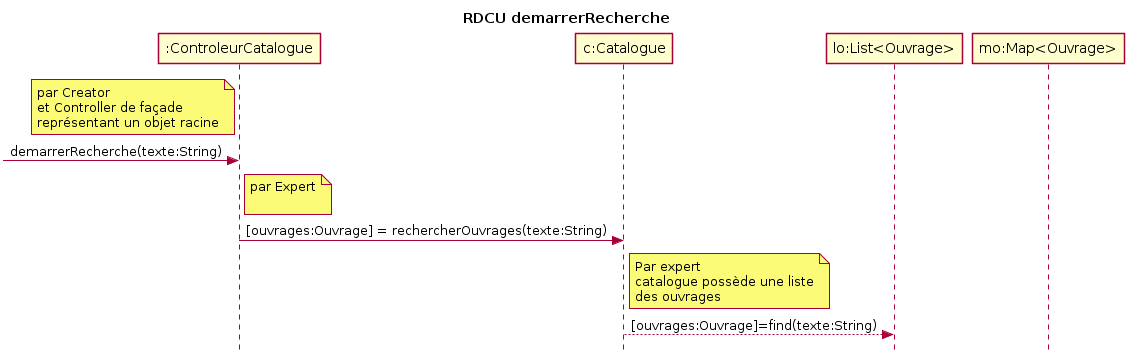 RDCU demarrerRecherche
:ControleurCatalogue
c:Catalogue
lo:List<Ouvrage>
mo:Map<Ouvrage>
par Creator
et Controller de façade
représentant un objet racine
demarrerRecherche(texte:String)
par Expert
[ouvrages:Ouvrage] = rechercherOuvrages(texte:String)
Par expert
catalogue possède une liste
des ouvrages
[ouvrages:Ouvrage]=find(texte:String)